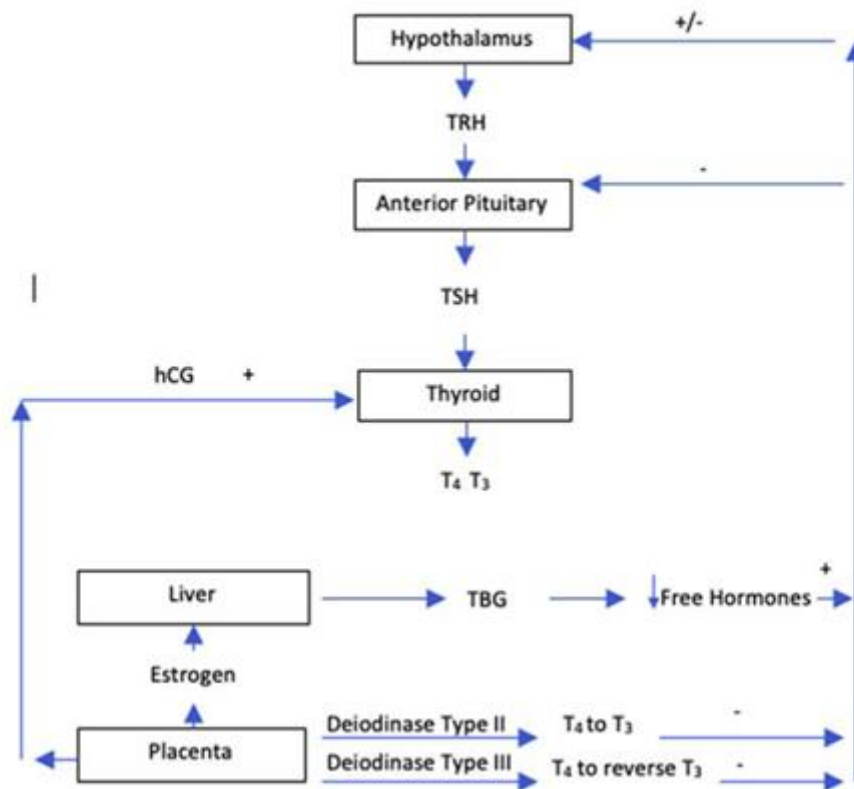 Hypothalamus
+/-
TRH
Anterior Pituitary
-
TSH
hCG +
Thyroid
T₄ T₃
Liver
TBG
Free Hormones
+
Estrogen
Placenta
Deiodinase Type II
T₄ to T₃
-
Deiodinase Type III
T₄ to reverse T₃
-